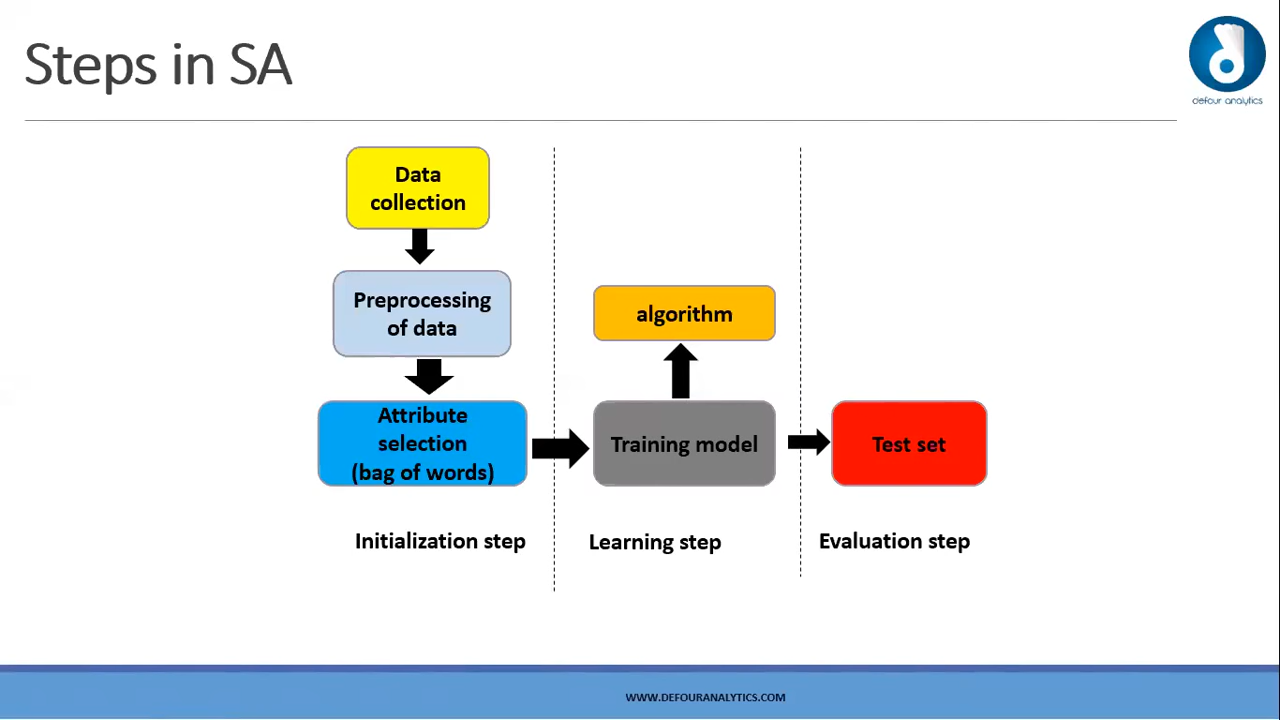 Steps in SA
defour analytics
Data
collection
Preprocessing
of data
algorithm
Attribute
selection
(bag of words)
Training model
Test set
Initialization step
Learning step
Evaluation step
WWW.DEFOURANALYTICS.COM